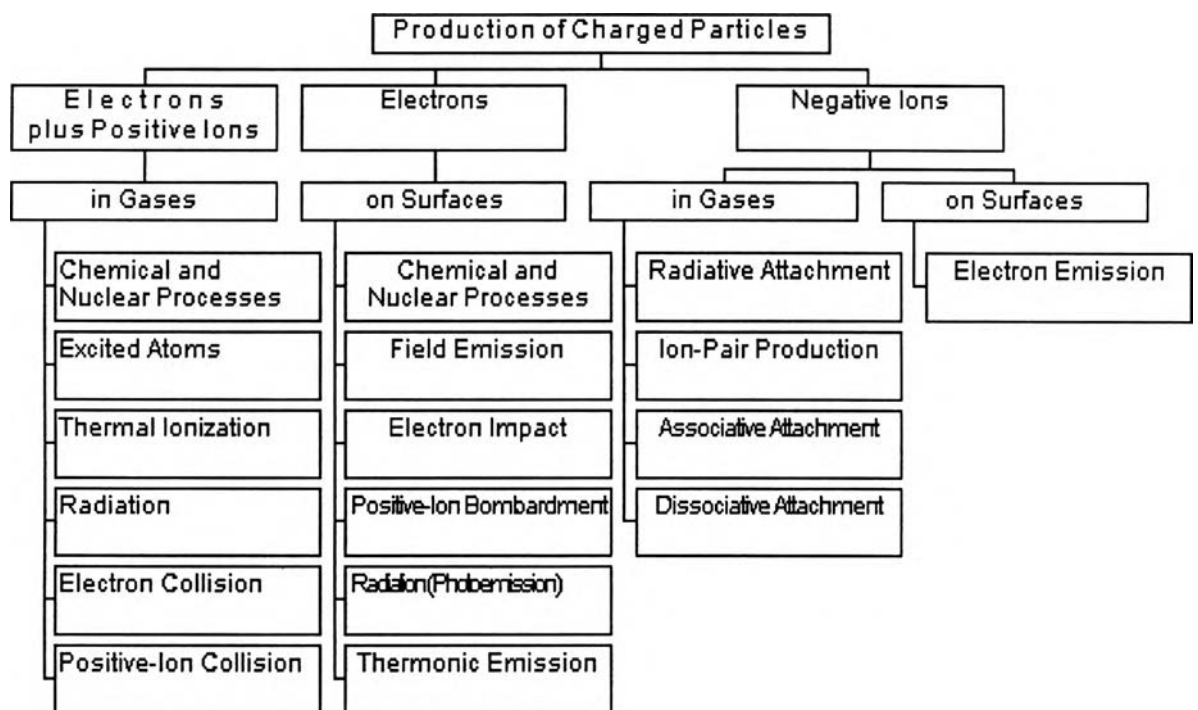 Production of Charged Particles
Electrons
plus Positive Ions
Electrons
Negative Ions
in Gases
on Surfaces
in Gases
on Surfaces
Chemical and
Nuclear Processes
Excited Atoms
Thermal Ionization
Radiation
Electron Collision
Positive-Ion Collision
Chemical and
Nuclear Processes
Field Emission
Electron Impact
Positive-Ion Bombardment
Radiation (Photoemission)
Thermonic Emission
Radiative Attachment
Ion-Pair Production
Associative Attachment
Dissociative Attachment
Electron Emission